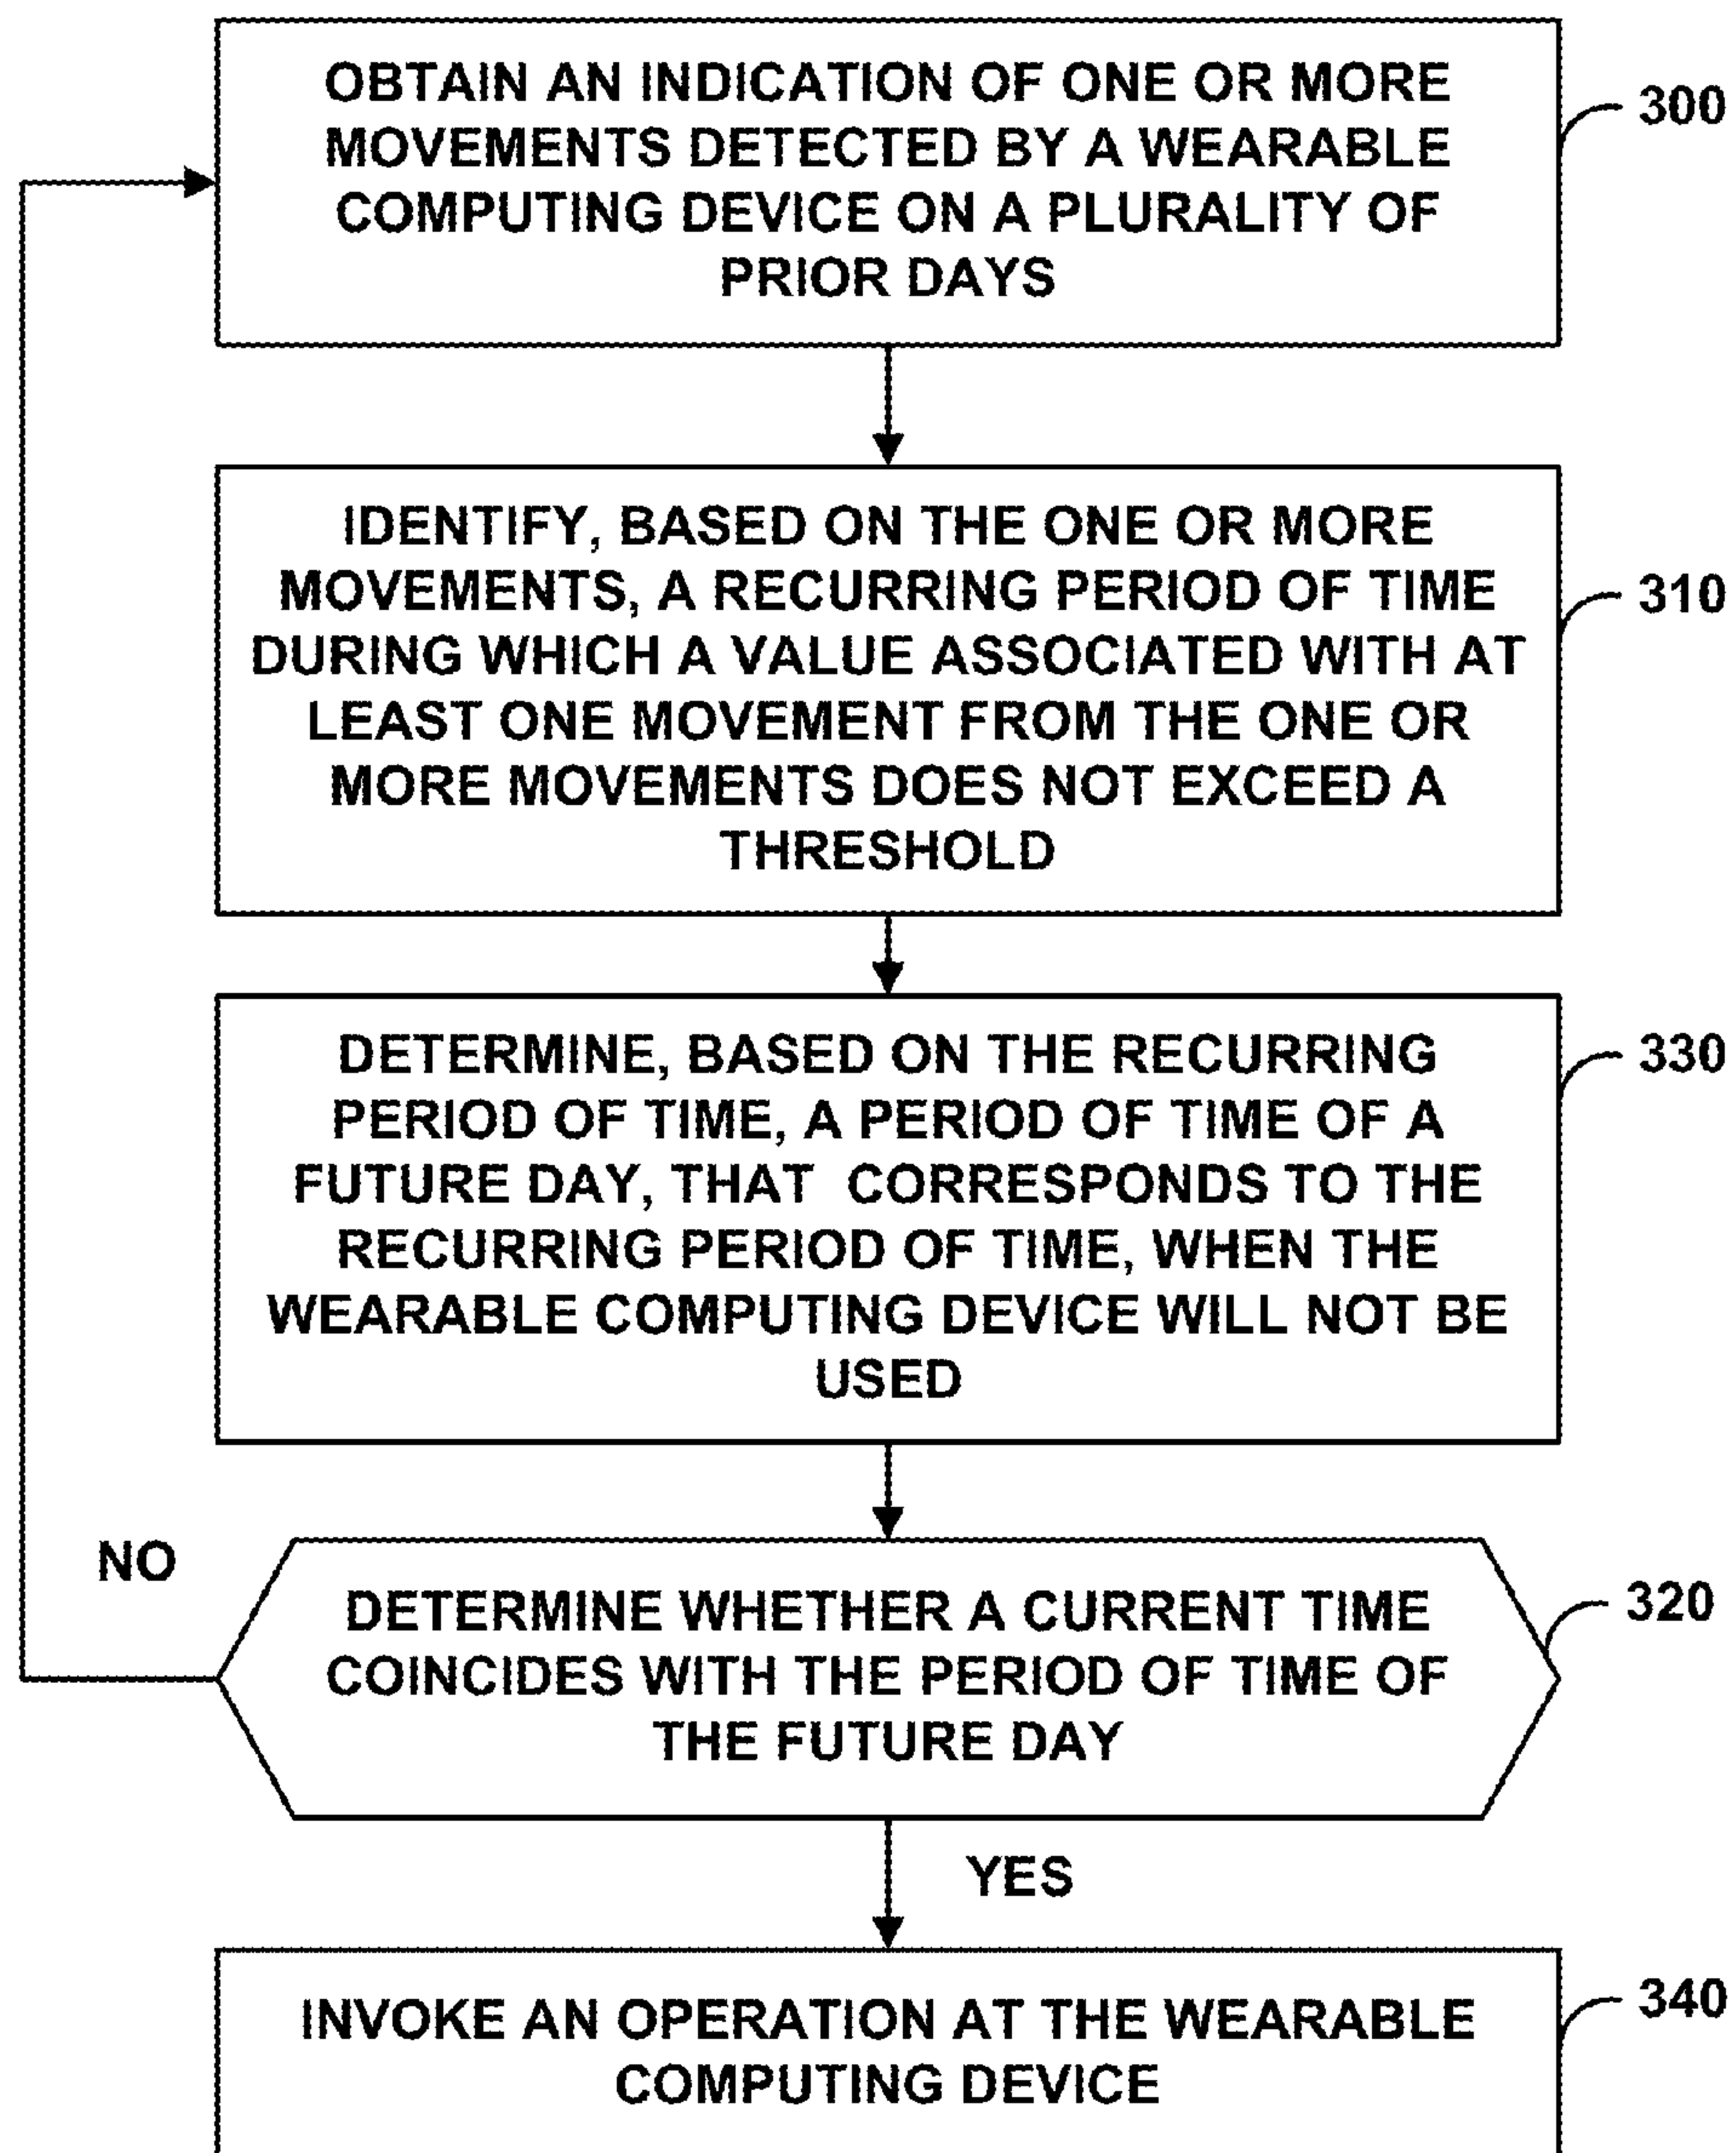 OBTAIN AN INDICATION OF ONE OR MORE
MOVEMENTS DETECTED BY A WEARABLE
COMPUTING DEVICE ON A PLURALITY OF
PRIOR DAYS
300
IDENTIFY, BASED ON THE ONE OR MORE
MOVEMENTS, A RECURRING PERIOD OF TIME
DURING WHICH A VALUE ASSOCIATED WITH AT
LEAST ONE MOVEMENT FROM THE ONE OR
MORE MOVEMENTS DOES NOT EXCEED A
THRESHOLD
310
DETERMINE, BASED ON THE RECURRING
PERIOD OF TIME, A PERIOD OF TIME OF A
FUTURE DAY, THAT CORRESPONDS TO THE
RECURRING PERIOD OF TIME, WHEN THE
WEARABLE COMPUTING DEVICE WILL NOT BE
USED
330
NO
DETERMINE WHETHER A CURRENT TIME
COINCIDES WITH THE PERIOD OF TIME OF
THE FUTURE DAY
320
YES
INVOKE AN OPERATION AT THE WEARABLE
COMPUTING DEVICE
340